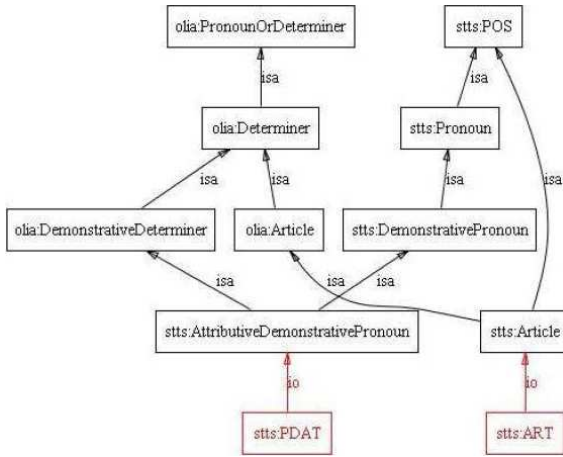 olia:PronounOrDeterminer
stts:POS
isa
isa
olia:Determiner
stts:Pronoun
isa
isa
isa
isa
olia:DemonstrativeDeterminer
olia:Article
stts:DemonstrativePronoun
isa
isa
isa
stts:AttributiveDemonstrativePronoun
stts:Article
io
io
stts:PDAT
stts:ART